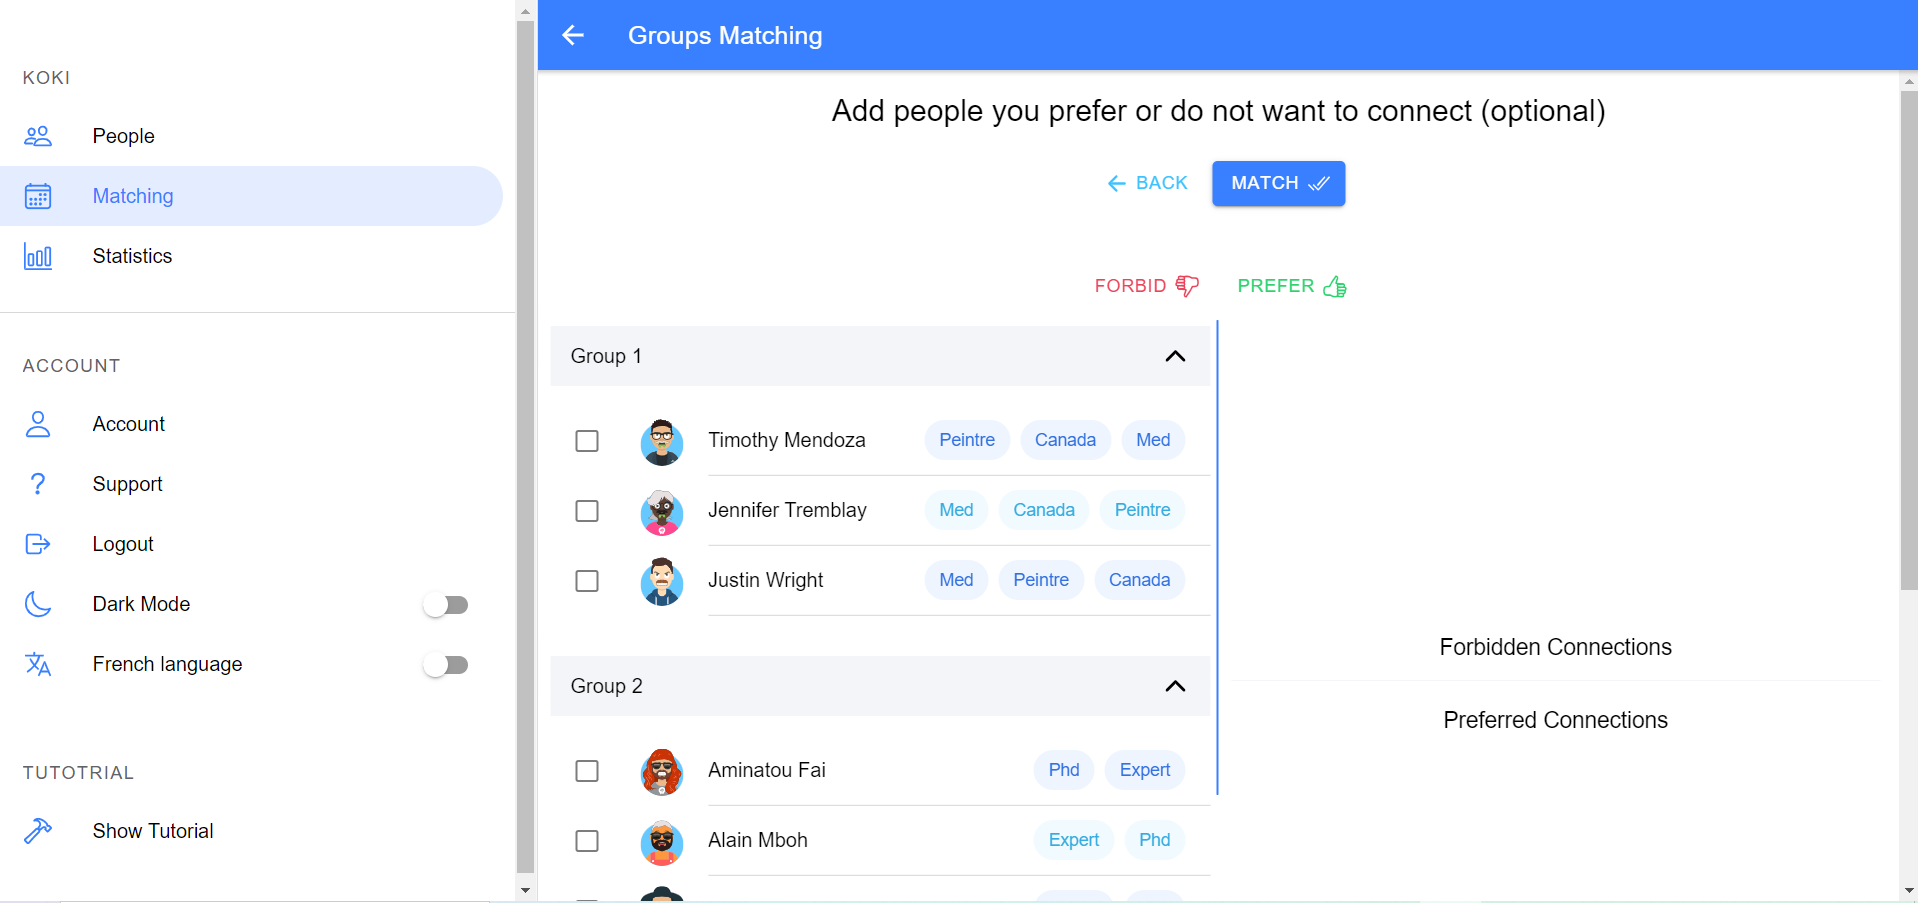 KOKI
People
Matching
Statistics
ACCOUNT
Account
Support
Logout
Dark Mode
French language
TUTOTRIAL
Show Tutorial
Groups Matching
Add people you prefer or do not want to connect (optional)
BACK MATCH
FORBID PREFER
Group 1
Timothy Mendoza Peintre Canada Med
Jennifer Tremblay Med Canada Peintre
Justin Wright Med Peintre Canada
Group 2
Aminatou Fai Phd Expert
Alain Mboh Expert Phd
Forbidden Connections
Preferred Connections